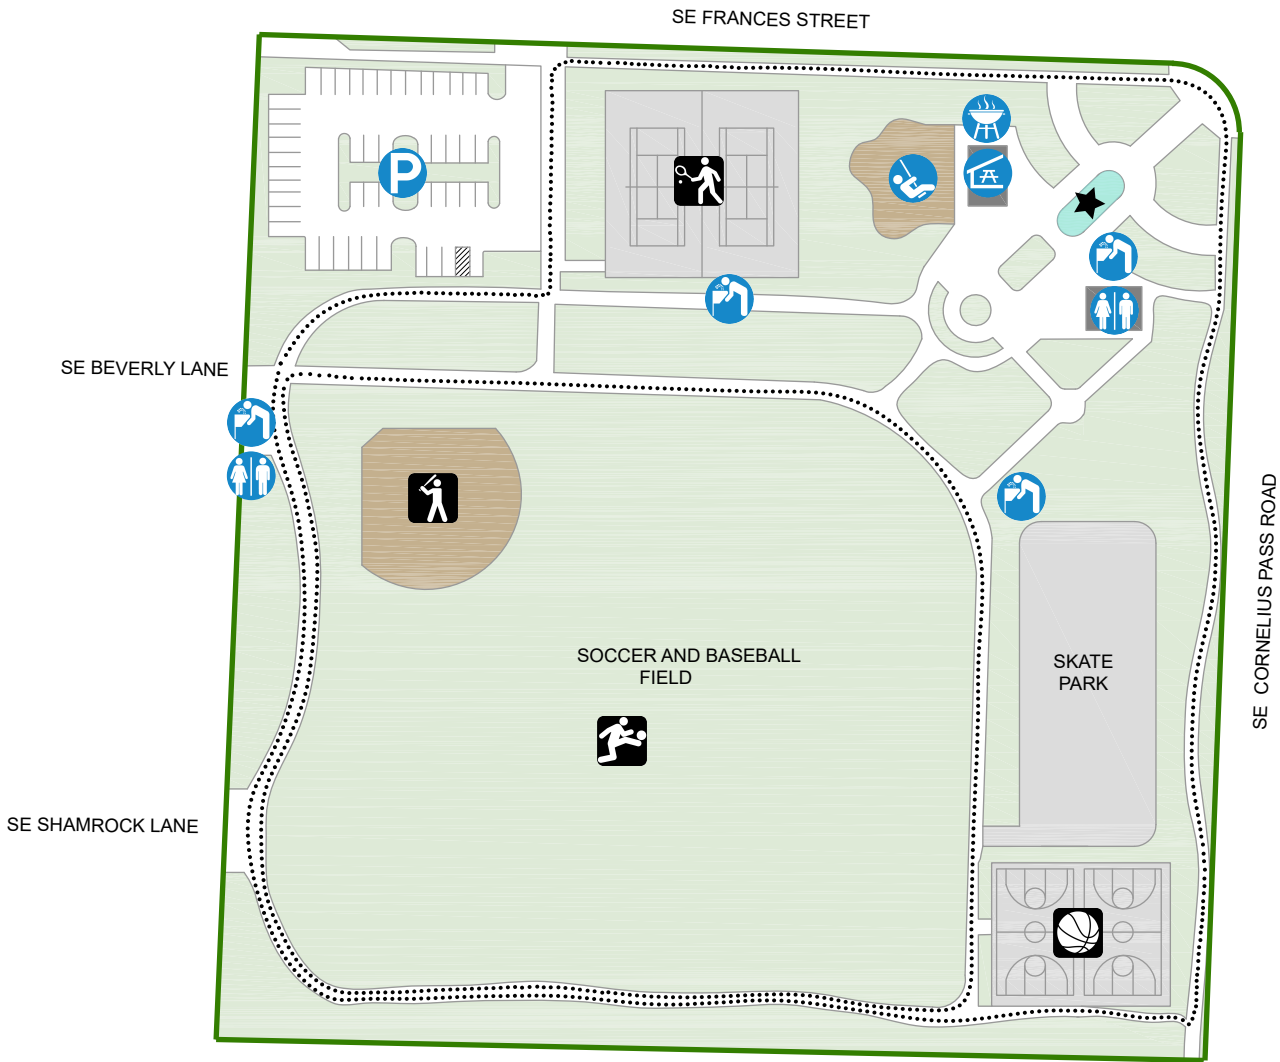 SE FRANCES STREET
P
SE BEVERLY LANE
SE CORNELIUS PASS ROAD
SOCCER AND BASEBALL
FIELD
SKATE
PARK
SE SHAMROCK LANE